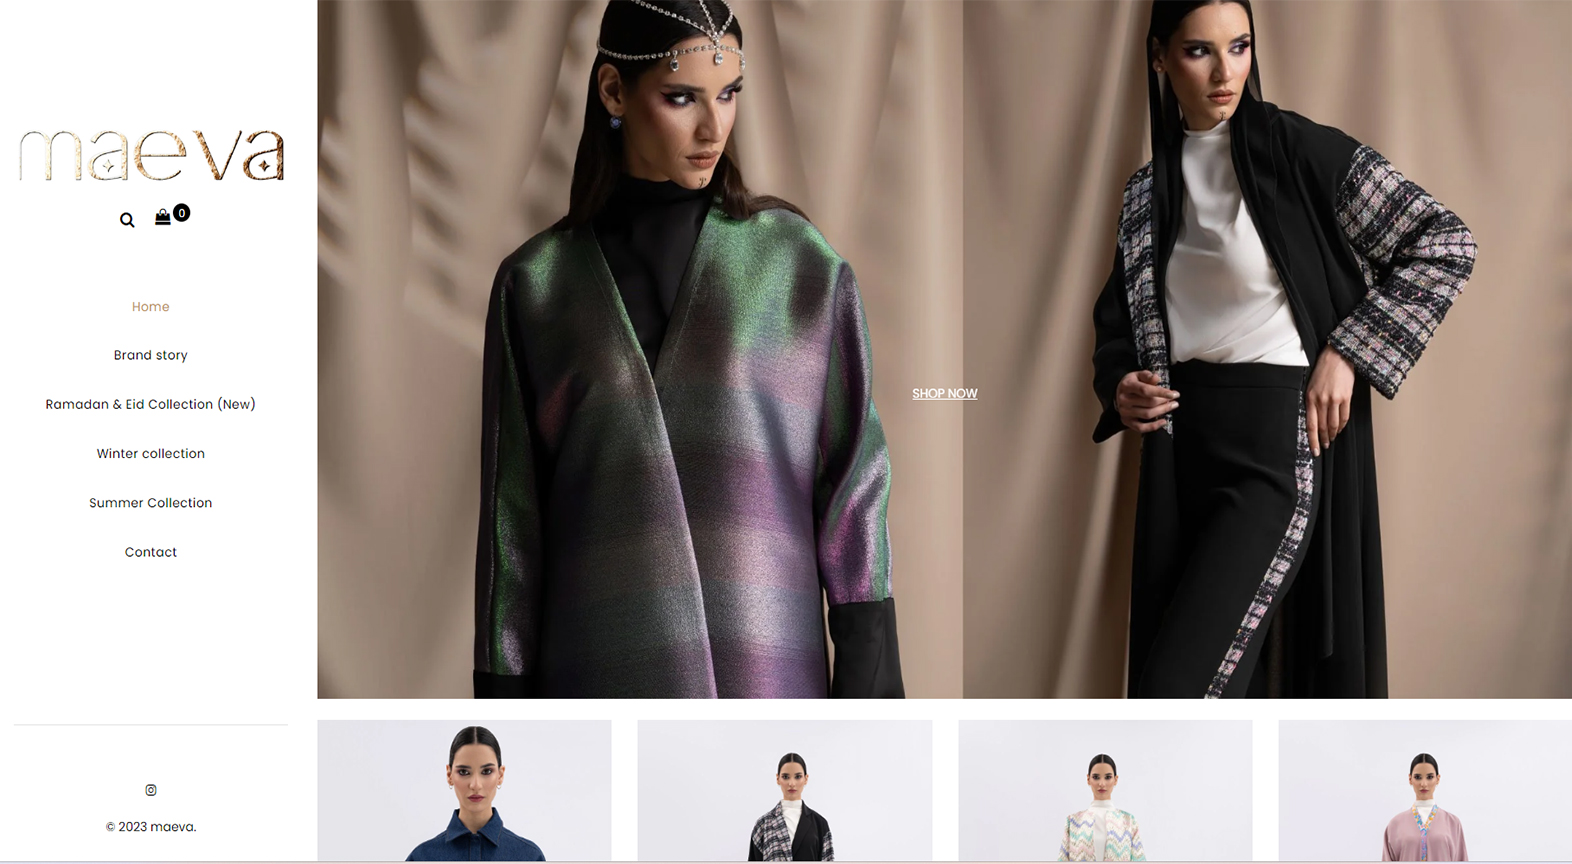 maeva
0
Home
Brand story
Ramadan & Eid Collection (New)
Winter collection
Summer Collection
Contact
SHOP NOW
© 2023 maeva.